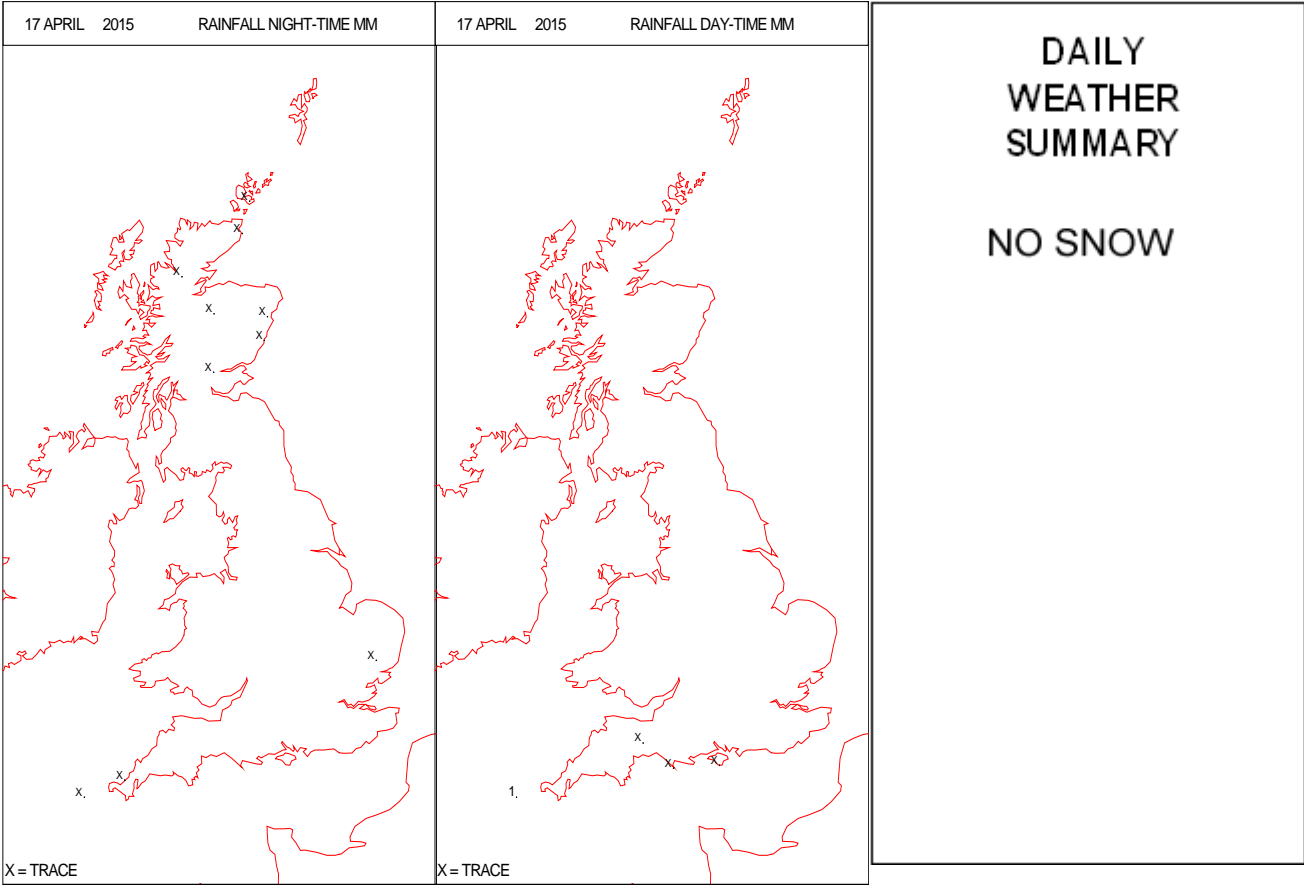 17 APRIL 2015 RAINFALL NIGHT-TIME MM
X.
X.
X.
X.
X.
X.
X.
X.
X.
X.
X = TRACE
17 APRIL 2015 RAINFALL DAY-TIME MM
X.
X.
X.
1.
X = TRACE
DAILY
WEATHER
SUMMARY
NO SNOW